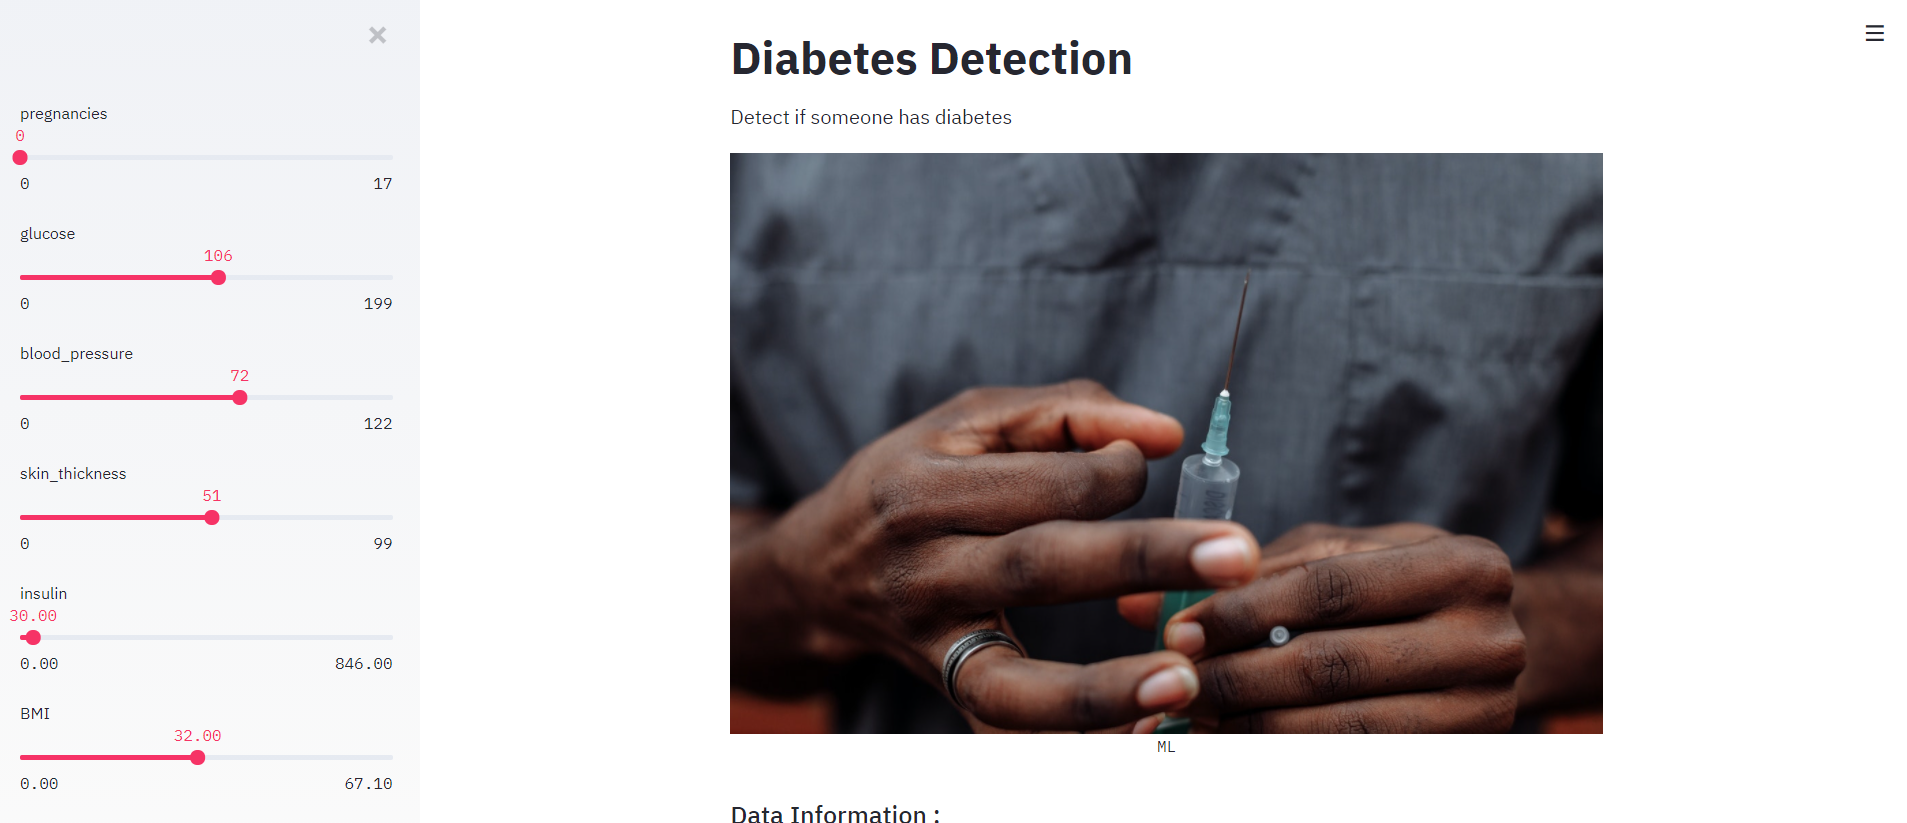 pregnancies
0
0 17
glucose
106
0 199
blood_pressure
72
0 122
skin_thickness
51
0 99
insulin
30.00
0.00 846.00
BMI
32.00
0.00 67.10
Diabetes Detection
Detect if someone has diabetes
ML
Data Information :